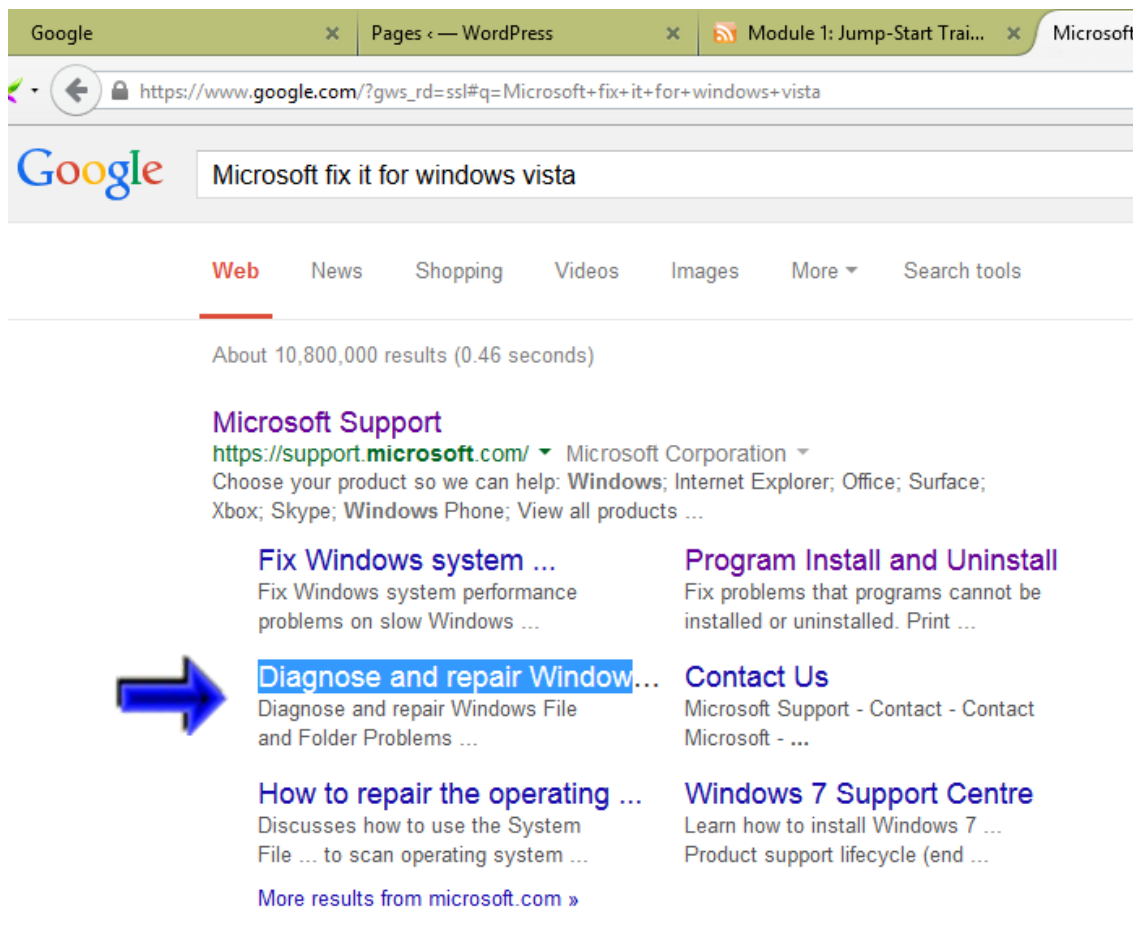 Google
Pages ‹ — WordPress
Module 1: Jump-Start Trai...
Microsoft
https://www.google.com/?gws_rd=ssl#q=Microsoft+fix+it+for+windows+vista
Google
Microsoft fix it for windows vista
Web News Shopping Videos Images More Search tools
About 10,800,000 results (0.46 seconds)
Microsoft Support
https://support.microsoft.com/ Microsoft Corporation
Choose your product so we can help: Windows; Internet Explorer; Office; Surface;
Xbox; Skype; Windows Phone; View all products ...
Fix Windows system ...
Fix Windows system performance
problems on slow Windows ...
Program Install and Uninstall
Fix problems that programs cannot be
installed or uninstalled. Print ...
Diagnose and repair Window...
Diagnose and repair Windows File
and Folder Problems ...
Contact Us
Microsoft Support - Contact - Contact
Microsoft - ...
How to repair the operating ...
Discusses how to use the System
File ... to scan operating system ...
Windows 7 Support Centre
Learn how to install Windows 7 ...
Product support lifecycle (end ...
More results from microsoft.com »